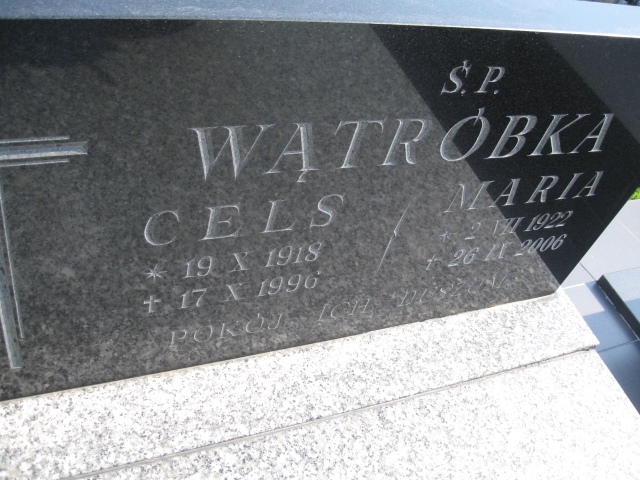 Ś.P.
WĄTRÓBKA
CELS / MARIA
* 19 X 1918 * 2 VII 1922
+ 17 X 1996 + 26 IX 2006
POKÓJ ICH DUSZOM